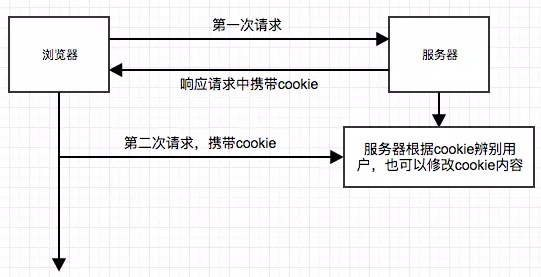 第一次请求
浏览器
服务器
响应请求中携带cookie
第二次请求，携带cookie
服务器根据cookie辨别用
户，也可以修改cookie内容